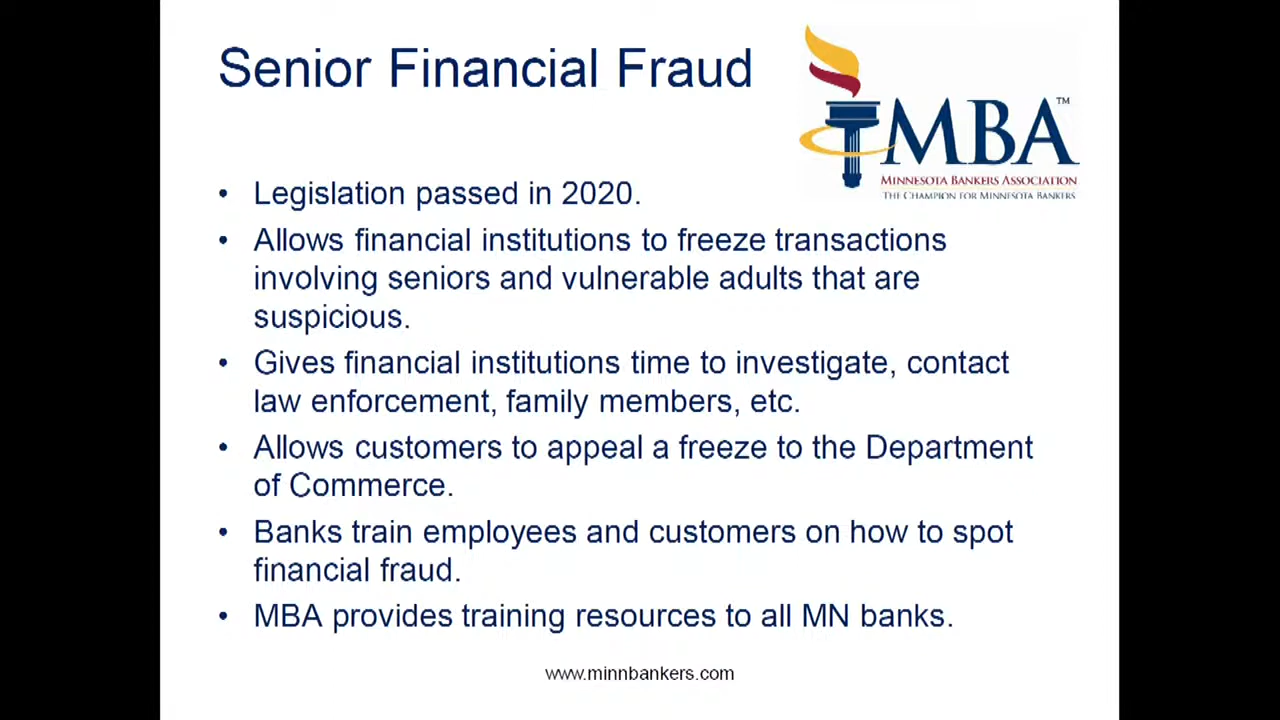 Senior Financial Fraud
MBA™
MINNESOTA BANKERS ASSOCIATION
THE CHAMPION FOR MINNESOTA BANKERS
• Legislation passed in 2020.
• Allows financial institutions to freeze transactions
involving seniors and vulnerable adults that are
suspicious.
• Gives financial institutions time to investigate, contact
law enforcement, family members, etc.
• Allows customers to appeal a freeze to the Department
of Commerce.
• Banks train employees and customers on how to spot
financial fraud.
• MBA provides training resources to all MN banks.
www.minnbankers.com